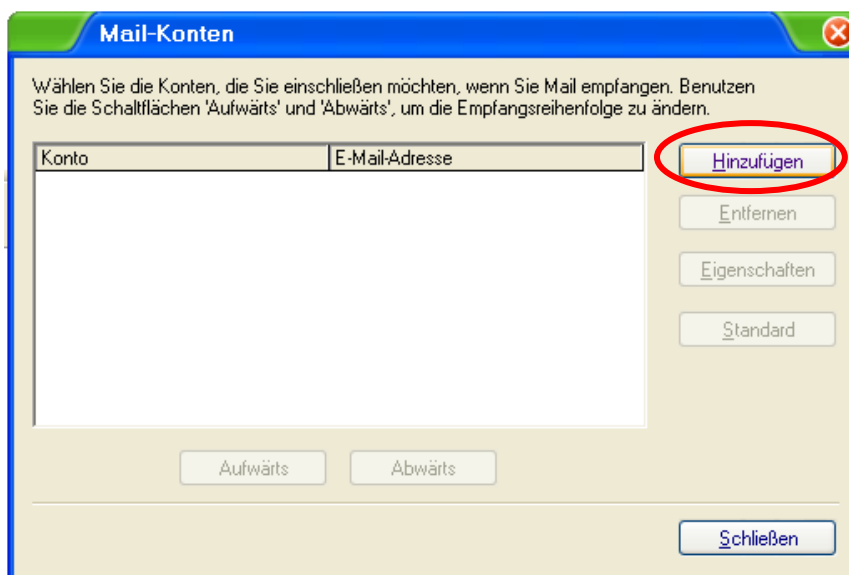 Mail-Konten
Wählen Sie die Konten, die Sie einschließen möchten, wenn Sie Mail empfangen. Benutzen
Sie die Schaltflächen 'Aufwärts' und 'Abwärts', um die Empfangsreihenfolge zu ändern.
Konto E-Mail-Adresse
Hinzufügen
Entfernen
Eigenschaften
Standard
Aufwärts Abwärts
Schließen